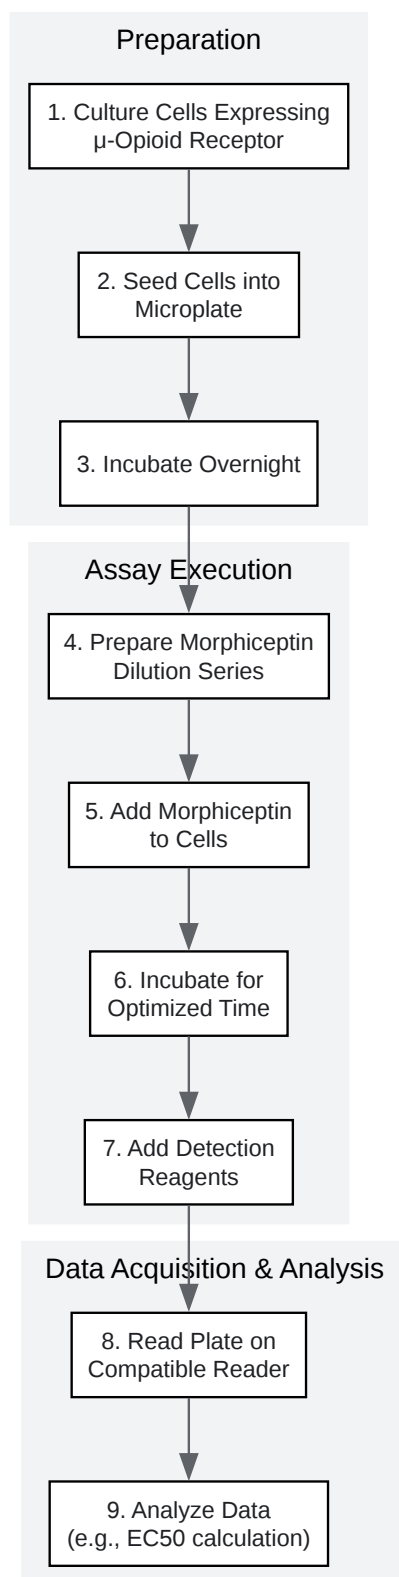 Preparation
1. Culture Cells Expressing
μ-Opioid Receptor
2. Seed Cells into
Microplate
3. Incubate Overnight
Assay Execution
4. Prepare Morphiceptin
Dilution Series
5. Add Morphiceptin
to Cells
6. Incubate for
Optimized Time
7. Add Detection
Reagents
Data Acquisition & Analysis
8. Read Plate on
Compatible Reader
9. Analyze Data
(e.g., EC50 calculation)